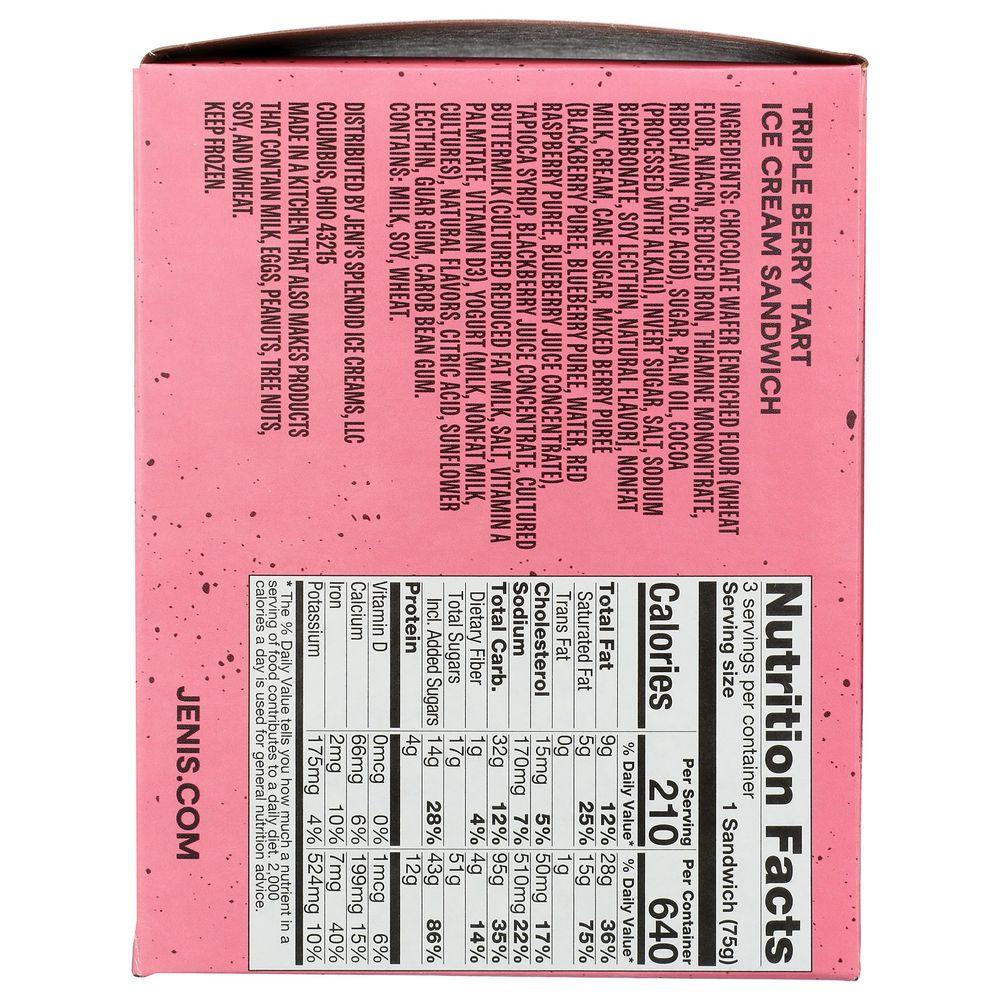 TRIPLE BERRY TART
ICE CREAM SANDWICH
INGREDIENTS: CHOCOLATE WAFER [ENRICHED FLOUR (WHEAT
FLOUR, NIACIN, REDUCED IRON, THIAMINE MONONITRATE,
RIBOFLAVIN, FOLIC ACID), SUGAR, PALM OIL, COCOA
(PROCESSED WITH ALKALI), INVERT SUGAR, SALT, SODIUM
BICARBONATE, SOY LECITHIN, NATURAL FLAVOR], NONFAT
MILK, CREAM, CANE SUGAR, MIXED BERRY PUREE
(BLACKBERRY PUREE, BLUEBERRY PUREE, WATER, RED
RASPBERRY PUREE, BLUEBERRY JUICE CONCENTRATE),
TAPIOCA SYRUP, BLACKBERRY JUICE CONCENTRATE, CULTURED
BUTTERMILK (CULTURED REDUCED FAT MILK, SALT, VITAMIN A
PALMITATE, VITAMIN D3), YOGURT (MILK, NONFAT MILK,
CULTURES), NATURAL FLAVORS, CITRIC ACID, SUNFLOWER
LECITHIN, GUAR GUM, CAROB BEAN GUM.
CONTAINS: MILK, SOY, WHEAT.
DISTRIBUTED BY JENI'S SPLENDID ICE CREAMS, LLC
COLUMBUS, OHIO 43215
MADE IN A KITCHEN THAT ALSO MAKES PRODUCTS
THAT CONTAIN MILK, EGGS, PEANUTS, TREE NUTS,
SOY, AND WHEAT.
KEEP FROZEN.
Nutrition Facts
3 servings per container
Serving size 1 Sandwich (75g)
Per Serving Per Container
Calories 210 640
% Daily Value* % Daily Value*
Total Fat 9g 12% 28g 36%
Saturated Fat 5g 25% 15g 75%
Trans Fat 0g 1g
Cholesterol 15mg 5% 50mg 17%
Sodium 170mg 7% 510mg 22%
Total Carb. 32g 12% 95g 35%
Dietary Fiber 1g 4% 4g 14%
Total Sugars 17g 51g
Incl. Added Sugars 14g 28% 43g 86%
Protein 4g 12g
Vitamin D 0mcg 0% 1mcg 6%
Calcium 66mg 6% 199mg 15%
Iron 2mg 10% 7mg 40%
Potassium 175mg 4% 524mg 10%
* The % Daily Value tells you how much a nutrient in a
serving of food contributes to a daily diet. 2,000
calories a day is used for general nutrition advice.
JENIS.COM